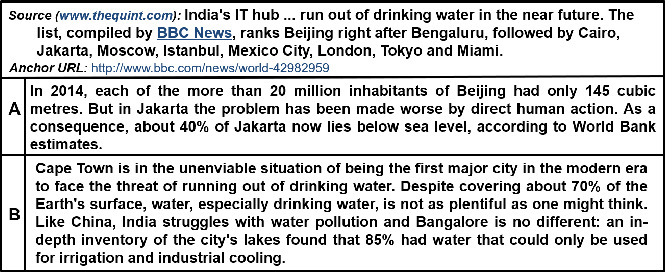 Source (www.thequint.com): India's IT hub ... run out of drinking water in the near future. The
list, compiled by BBC News, ranks Beijing right after Bengaluru, followed by Cairo,
Jakarta, Moscow, Istanbul, Mexico City, London, Tokyo and Miami.
Anchor URL: http://www.bbc.com/news/world-42982959
A
In 2014, each of the more than 20 million inhabitants of Beijing had only 145 cubic
metres. But in Jakarta the problem has been made worse by direct human action. As a
consequence, about 40% of Jakarta now lies below sea level, according to World Bank
estimates.
B
Cape Town is in the unenviable situation of being the first major city in the modern era
to face the threat of running out of drinking water. Despite covering about 70% of the
Earth's surface, water, especially drinking water, is not as plentiful as one might think.
Like China, India struggles with water pollution and Bangalore is no different: an in-
depth inventory of the city's lakes found that 85% had water that could only be used
for irrigation and industrial cooling.